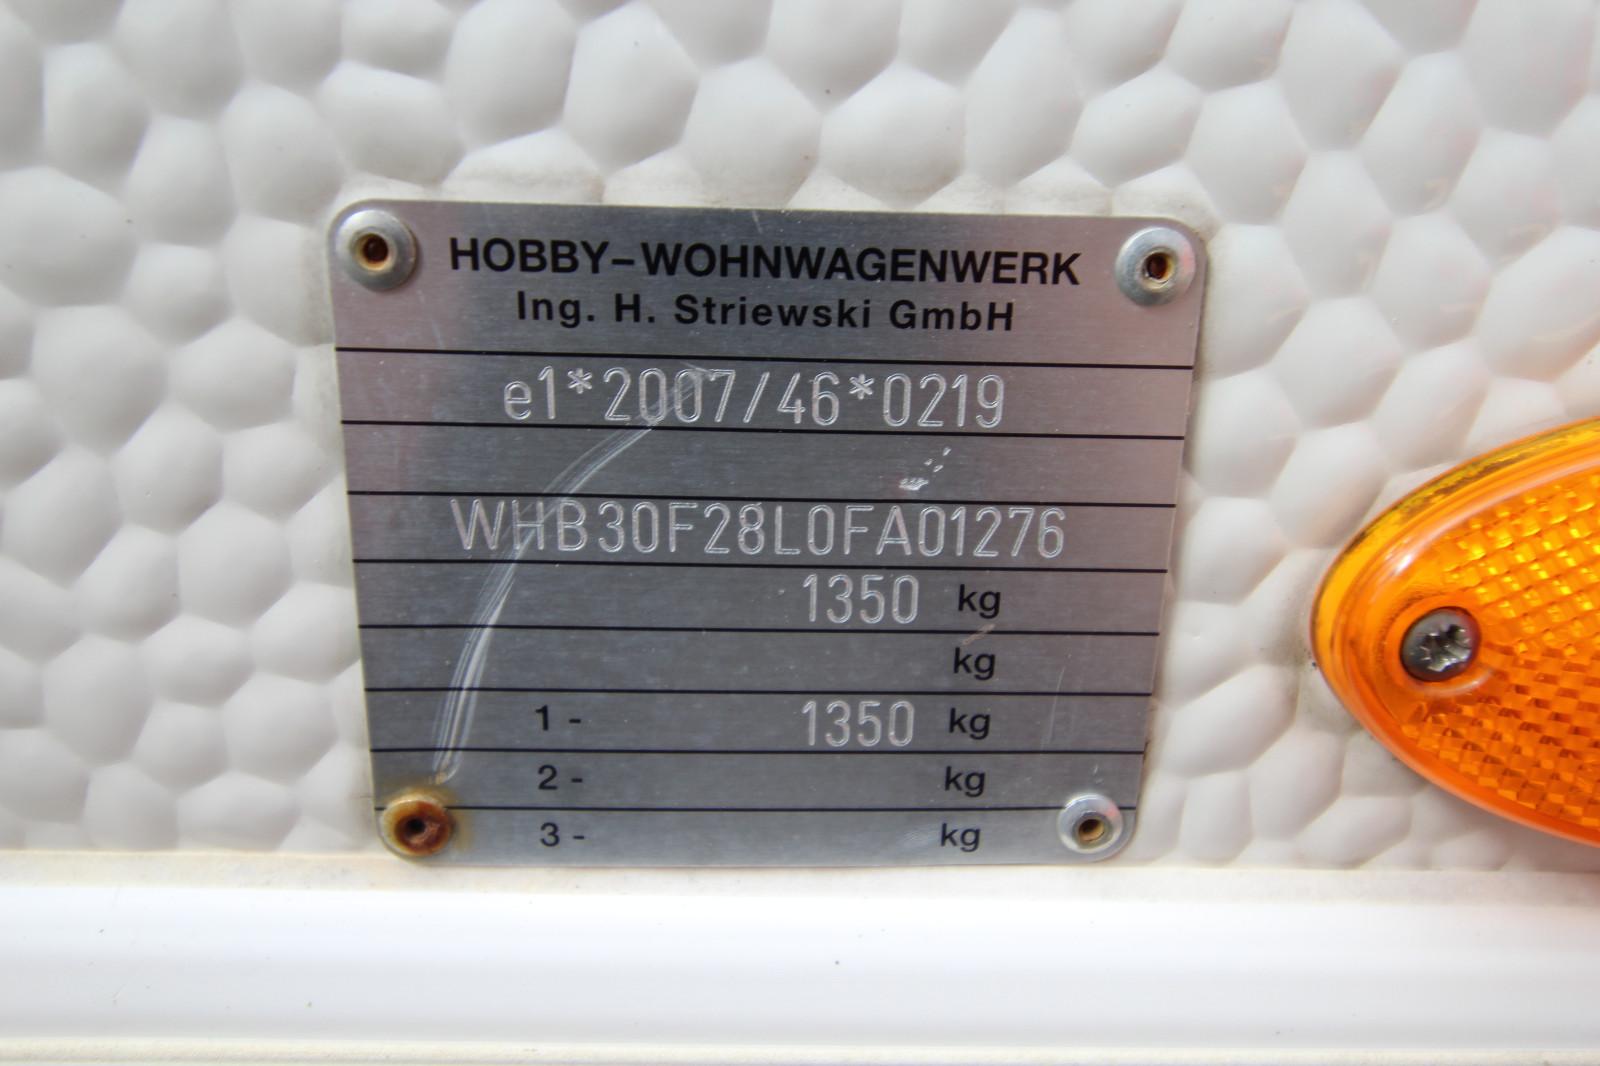 HOBBY-WOHNWAGENWERK
Ing. H. Striewski GmbH
e1*2007/46*0219
WHB30F28L0FA01276
1350 kg
kg
1 - 1350 kg
2 - kg
3 - kg